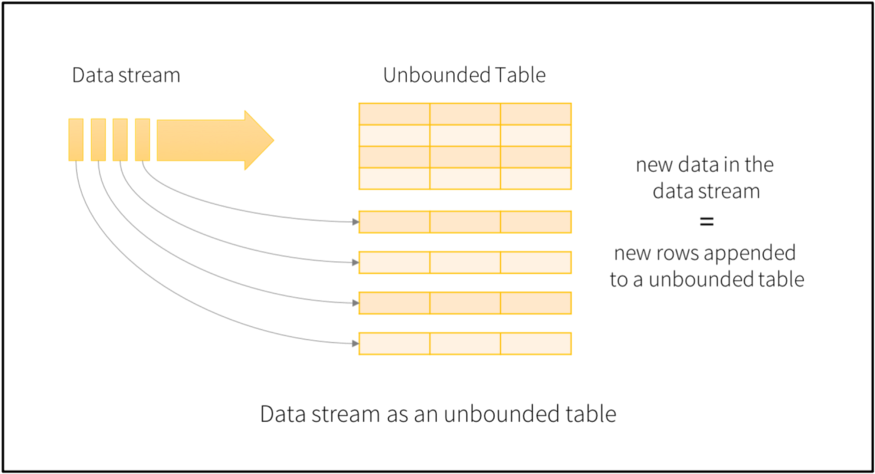 Data stream
Unbounded Table
new data in the
data stream
=
new rows appended
to a unbounded table
Data stream as an unbounded table